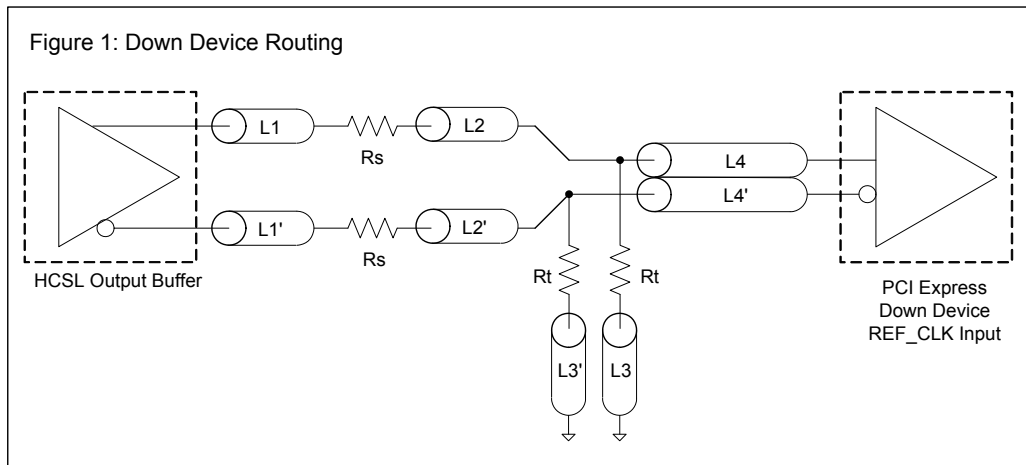 Figure 1: Down Device Routing
L1
Rs
L2
L4
L4'
L1'
Rs
L2'
HCSL Output Buffer
Rt
Rt
L3'
L3
PCI Express
Down Device
REF_CLK Input